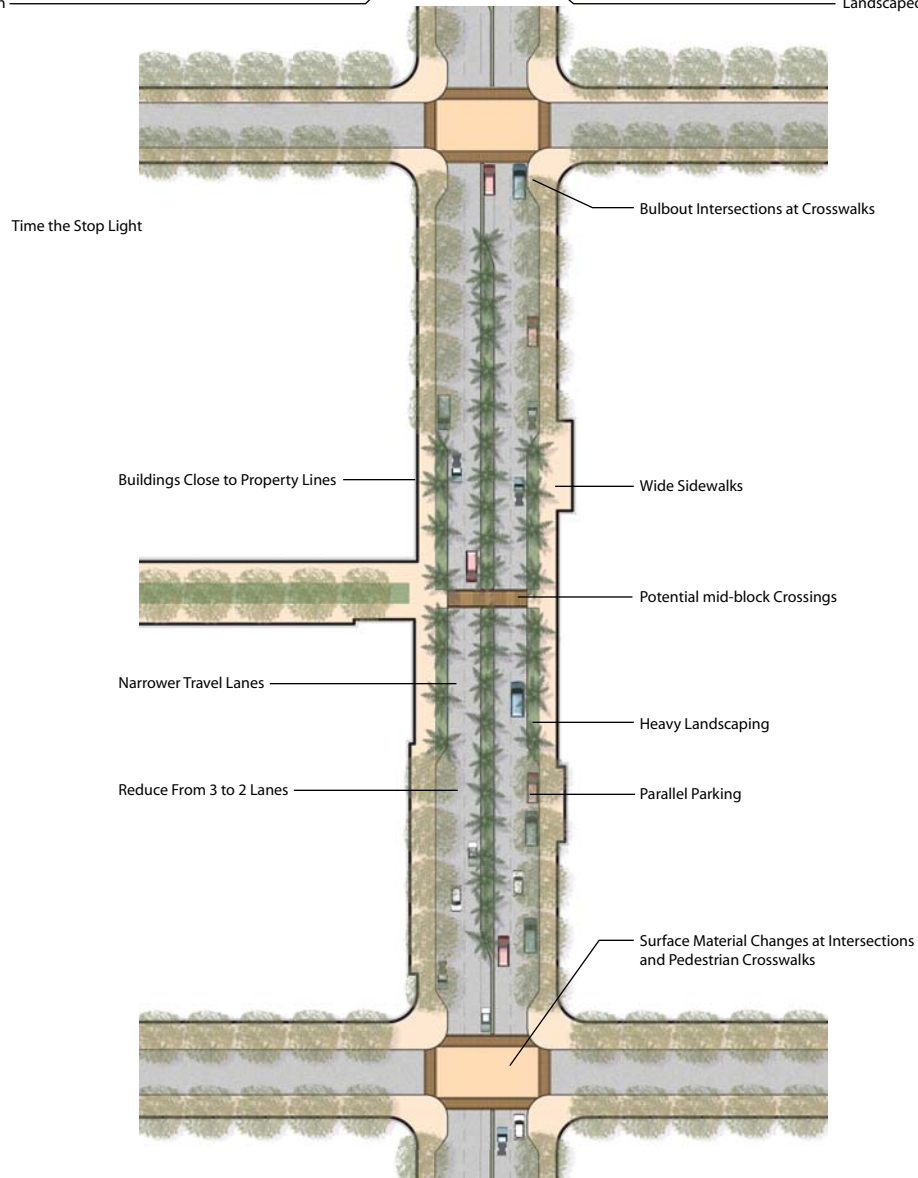 Landscaped
Bulbout Intersections at Crosswalks
Time the Stop Light
Buildings Close to Property Lines
Wide Sidewalks
Potential mid-block Crossings
Narrower Travel Lanes
Heavy Landscaping
Reduce From 3 to 2 Lanes
Parallel Parking
Surface Material Changes at Intersections
and Pedestrian Crosswalks